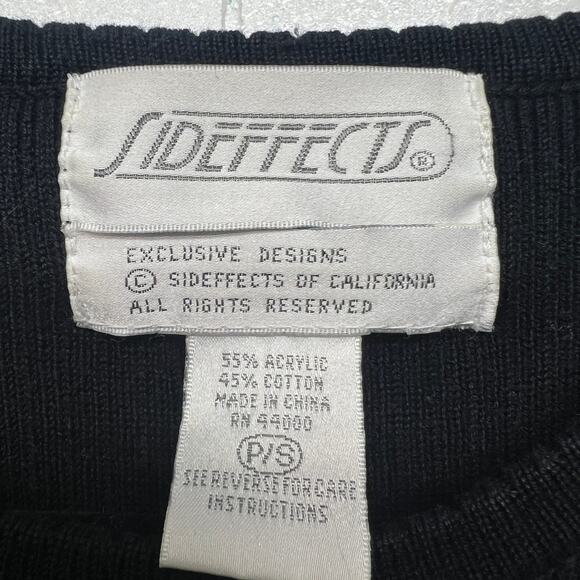 SIDEFFECTS®
EXCLUSIVE DESIGNS
© SIDEFFECTS OF CALIFORNIA
ALL RIGHTS RESERVED
55% ACRYLIC
45% COTTON
MADE IN CHINA
RN 44000
P/S
SEE REVERSE FOR CARE
INSTRUCTIONS